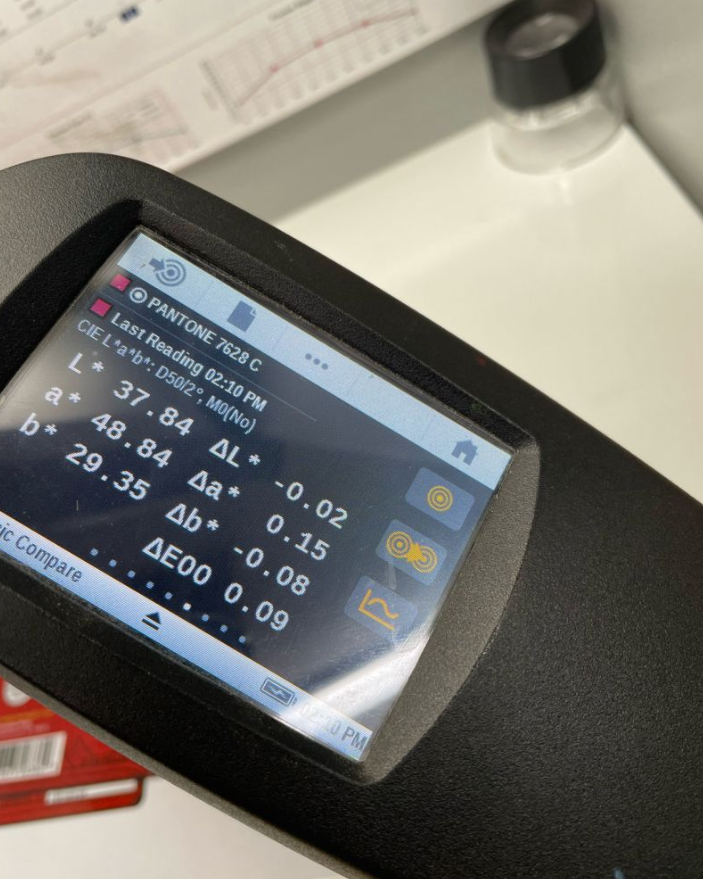 PANTONE 7628 C
Last Reading 02:10 PM
CIE L*a*b*: D50/2°, M0(No)
L* 37.84 ΔL* -0.02
a* 48.84 Δa* 0.15
b* 29.35 Δb* -0.08
ΔE00 0.09
ic Compare
02:10 PM